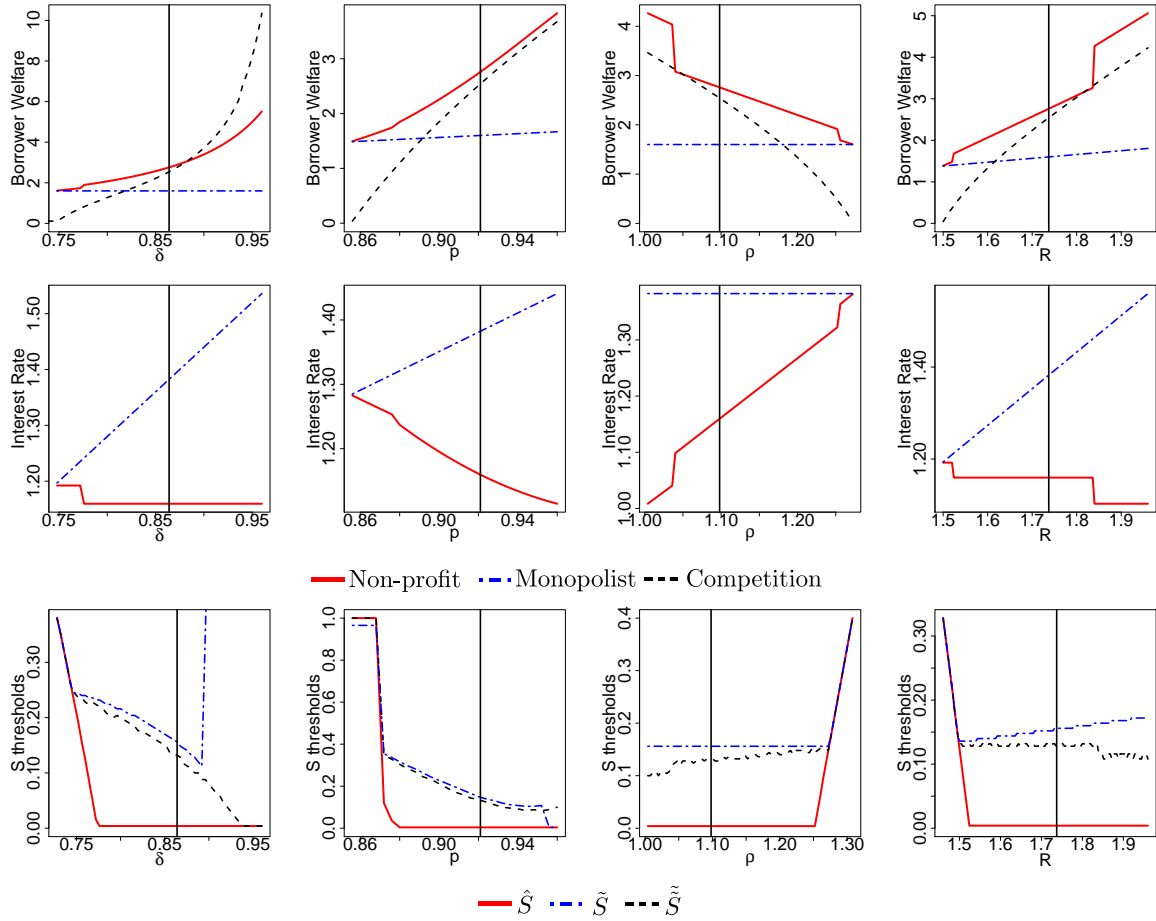 Borrower Welfare
0 2 4 6 8 10
0.75 0.85 0.95
δ
Borrower Welfare
0 1 2 3
0.86 0.90 0.94
p
Borrower Welfare
0 1 2 3 4
1.00 1.10 1.20
ρ
Borrower Welfare
0 1 2 3 4 5
1.5 1.6 1.7 1.8 1.9
R
Interest Rate
1.20 1.30 1.40 1.50
0.75 0.85 0.95
δ
Interest Rate
1.20 1.30 1.40
0.86 0.90 0.94
p
Interest Rate
1.00 1.10 1.20 1.30
1.00 1.10 1.20
ρ
Interest Rate
1.20 1.40
1.5 1.6 1.7 1.8 1.9
R
Non-profit Monopolist Competition
S thresholds
0.00 0.10 0.20 0.30
0.75 0.85 0.95
δ
S thresholds
0.0 0.2 0.4 0.6 0.8 1.0
0.86 0.90 0.94
p
S thresholds
0.0 0.1 0.2 0.3 0.4
1.00 1.10 1.20 1.30
ρ
S thresholds
0.00 0.10 0.20 0.30
1.5 1.6 1.7 1.8 1.9
R
Ŝ S̃ S̃̃